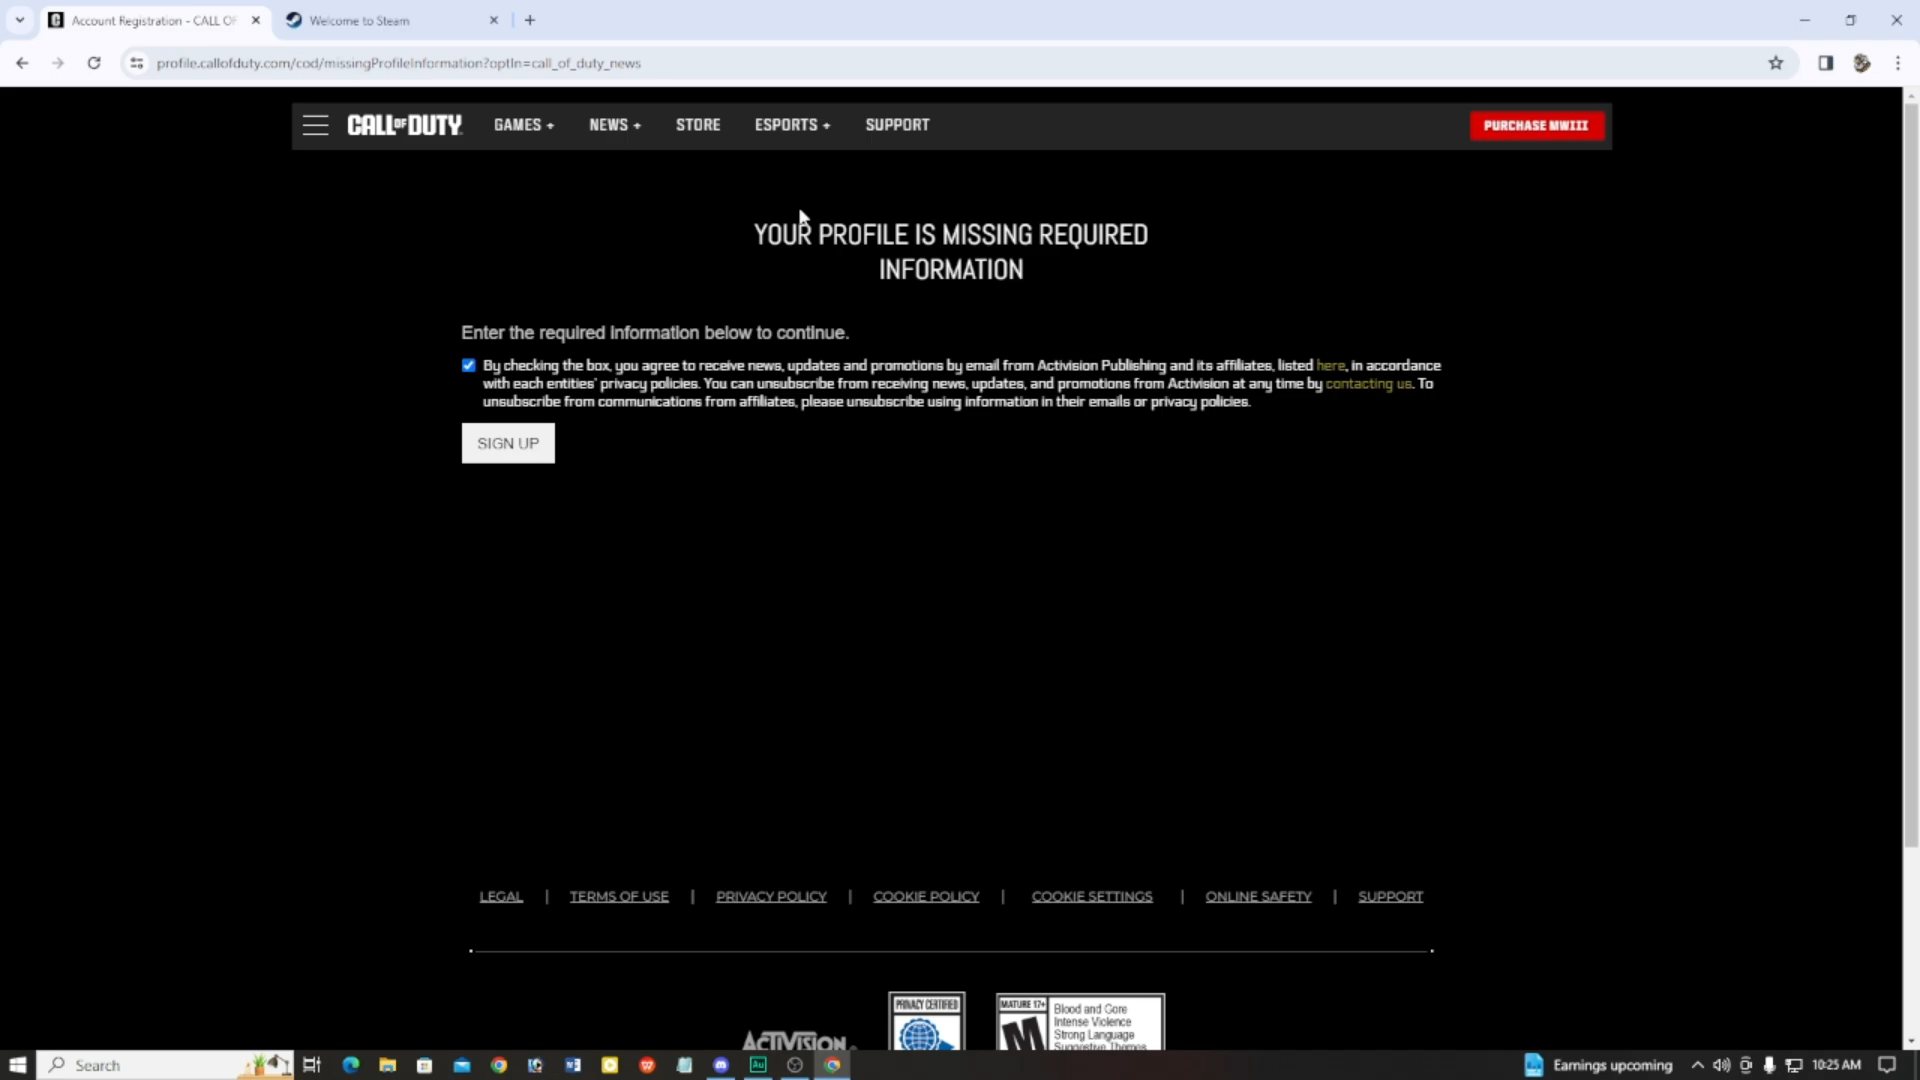 Account Registration - CALL OF
Welcome to Steam
profile.callofduty.com/cod/missingProfileInformation?optIn=call_of_duty_news
CALL OF DUTY
GAMES +
NEWS +
STORE
ESPORTS +
SUPPORT
PURCHASE MWIII
YOUR PROFILE IS MISSING REQUIRED
INFORMATION
Enter the required information below to continue.
By checking the box, you agree to receive news, updates and promotions by email from Activision Publishing and its affiliates, listed here, in accordance
with each entities' privacy policies. You can unsubscribe from receiving news, updates, and promotions from Activision at any time by contacting us. To
unsubscribe from communications from affiliates, please unsubscribe using information in their emails or privacy policies.
SIGN UP
LEGAL | TERMS OF USE | PRIVACY POLICY | COOKIE POLICY | COOKIE SETTINGS | ONLINE SAFETY | SUPPORT
ACTIVISION
PRIVACY CERTIFIED
MATURE 17+
M
Blood and Gore
Intense Violence
Strong Language
Suggestive Themes
Search
Au
Earnings upcoming
10:25 AM